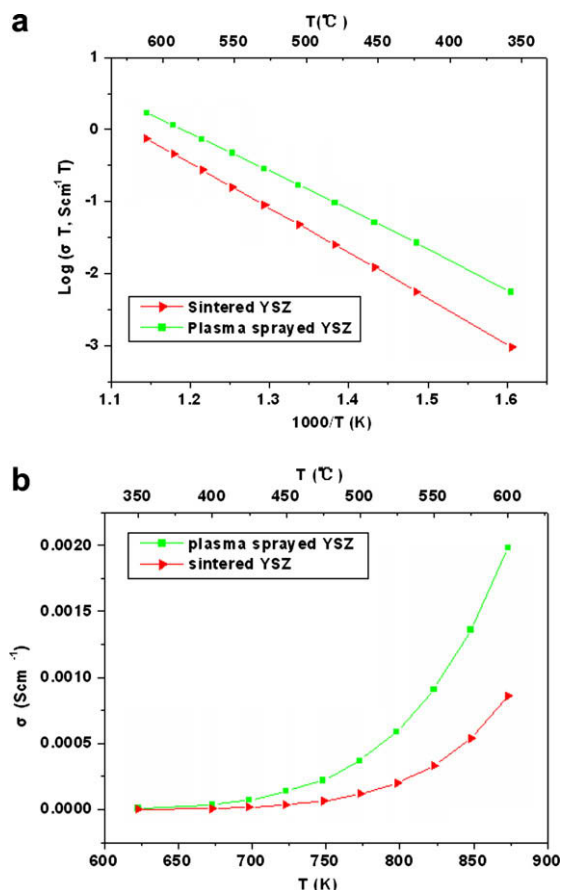 a
T(℃)
600 550 500 450 400 350
1
0
-1
-2
-3
Log (σ T, Scm⁻¹ T)
Sintered YSZ
Plasma sprayed YSZ
1.1 1.2 1.3 1.4 1.5 1.6
1000/T (K)
b
T (℃)
350 400 450 500 550 600
0.0020
0.0015
0.0010
0.0005
0.0000
σ (Scm ⁻¹)
plasma sprayed YSZ
sintered YSZ
600 650 700 750 800 850 900
T (K)